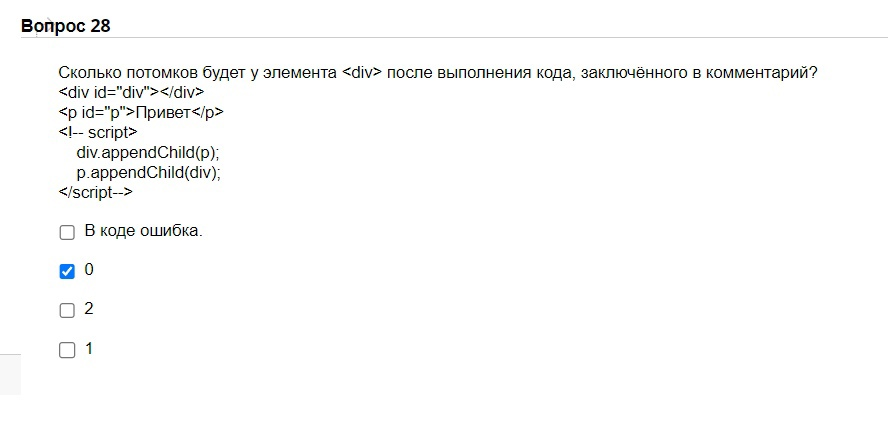 Вопрос 28
Сколько потомков будет у элемента <div> после выполнения кода, заключённого в комментарий?
<div id="div"></div>
<p id="p">Привет</p>
<!-- script>
div.appendChild(p);
p.appendChild(div);
</script-->
В коде ошибка.
0
2
1